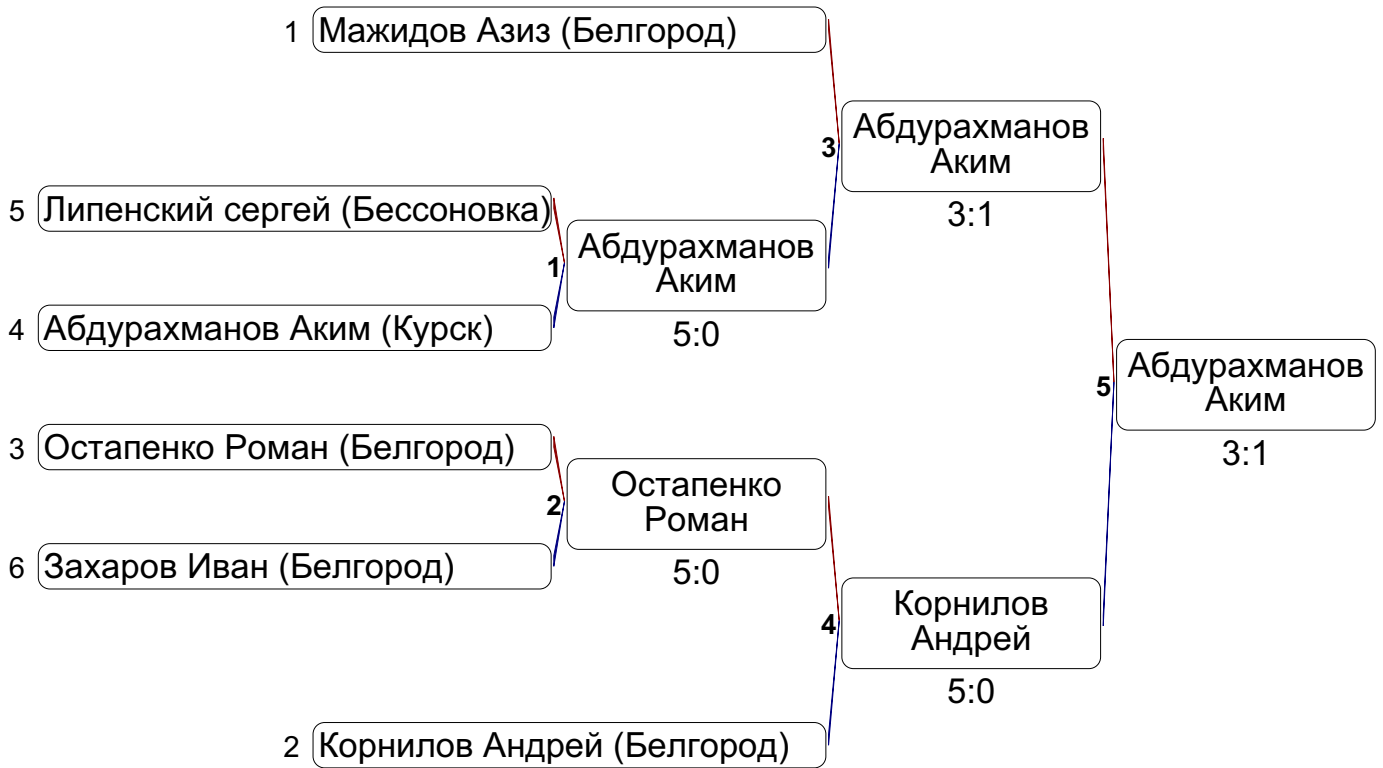 1 Мажидов Азиз (Белгород)
3 Абдурахманов
Аким
3:1
5 Липенский сергей (Бессоновка)
1 Абдурахманов
Аким
5:0
4 Абдурахманов Аким (Курск)
5 Абдурахманов
Аким
3:1
3 Остапенко Роман (Белгород)
2 Остапенко
Роман
5:0
6 Захаров Иван (Белгород)
4 Корнилов
Андрей
5:0
2 Корнилов Андрей (Белгород)